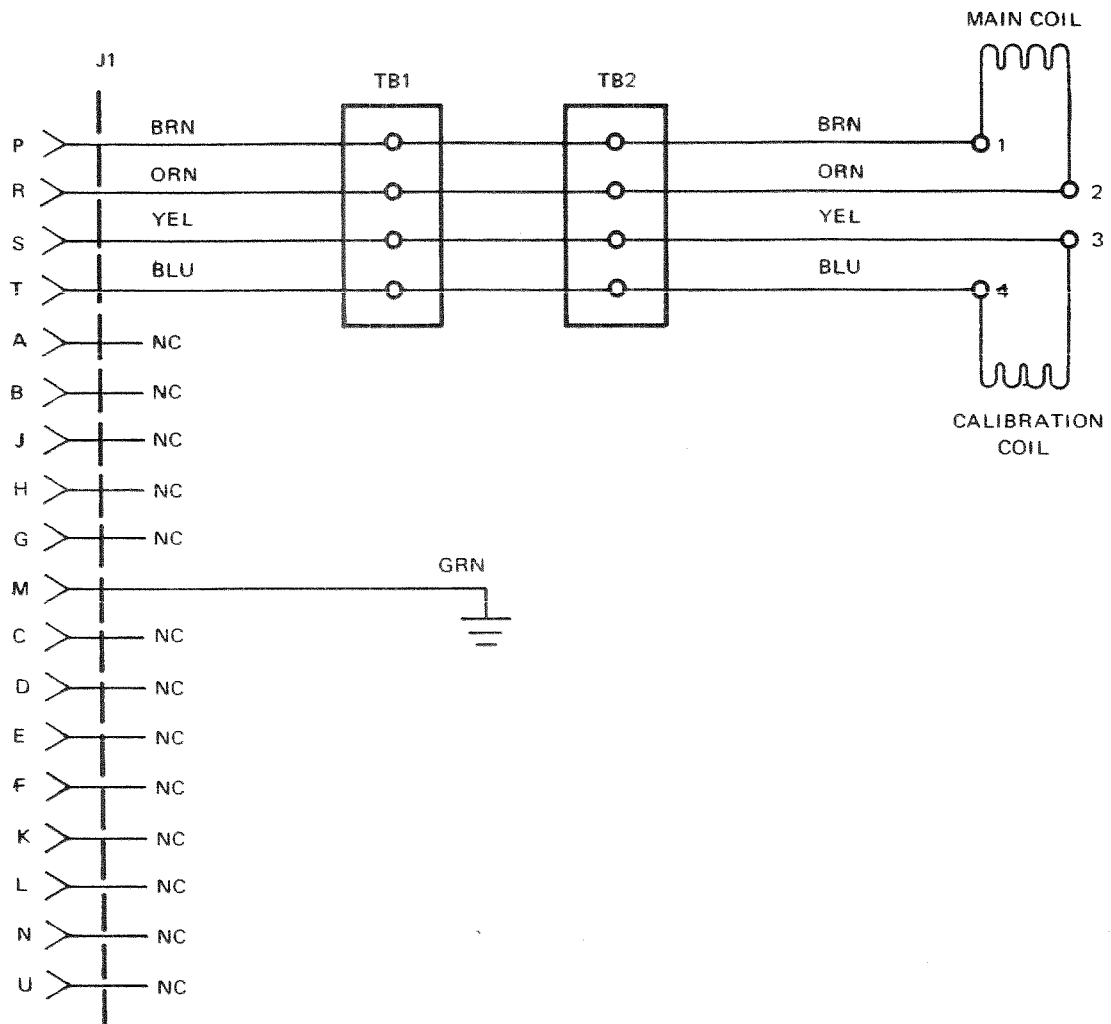 MAIN COIL
J1
TB1
TB2
P
BRN
BRN
1
R
ORN
ORN
2
S
YEL
YEL
3
T
BLU
BLU
4
A
NC
B
NC
J
NC
CALIBRATION
COIL
H
NC
G
NC
M
GRN
C
NC
D
NC
E
NC
F
NC
K
NC
L
NC
N
NC
U
NC